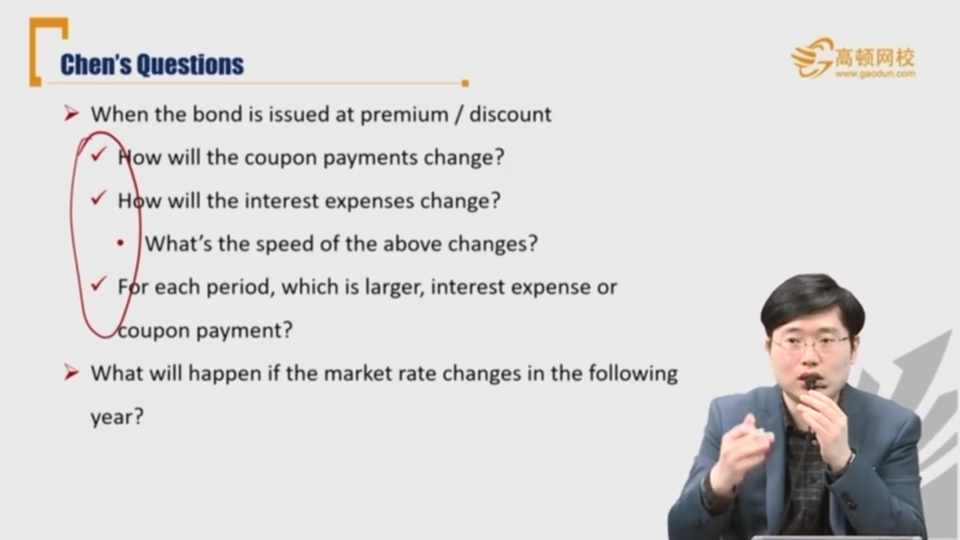 Chen's Questions
高顿网校
www.gaodun.com
When the bond is issued at premium / discount
How will the coupon payments change?
How will the interest expenses change?
What's the speed of the above changes?
For each period, which is larger, interest expense or
coupon payment?
What will happen if the market rate changes in the following
year?